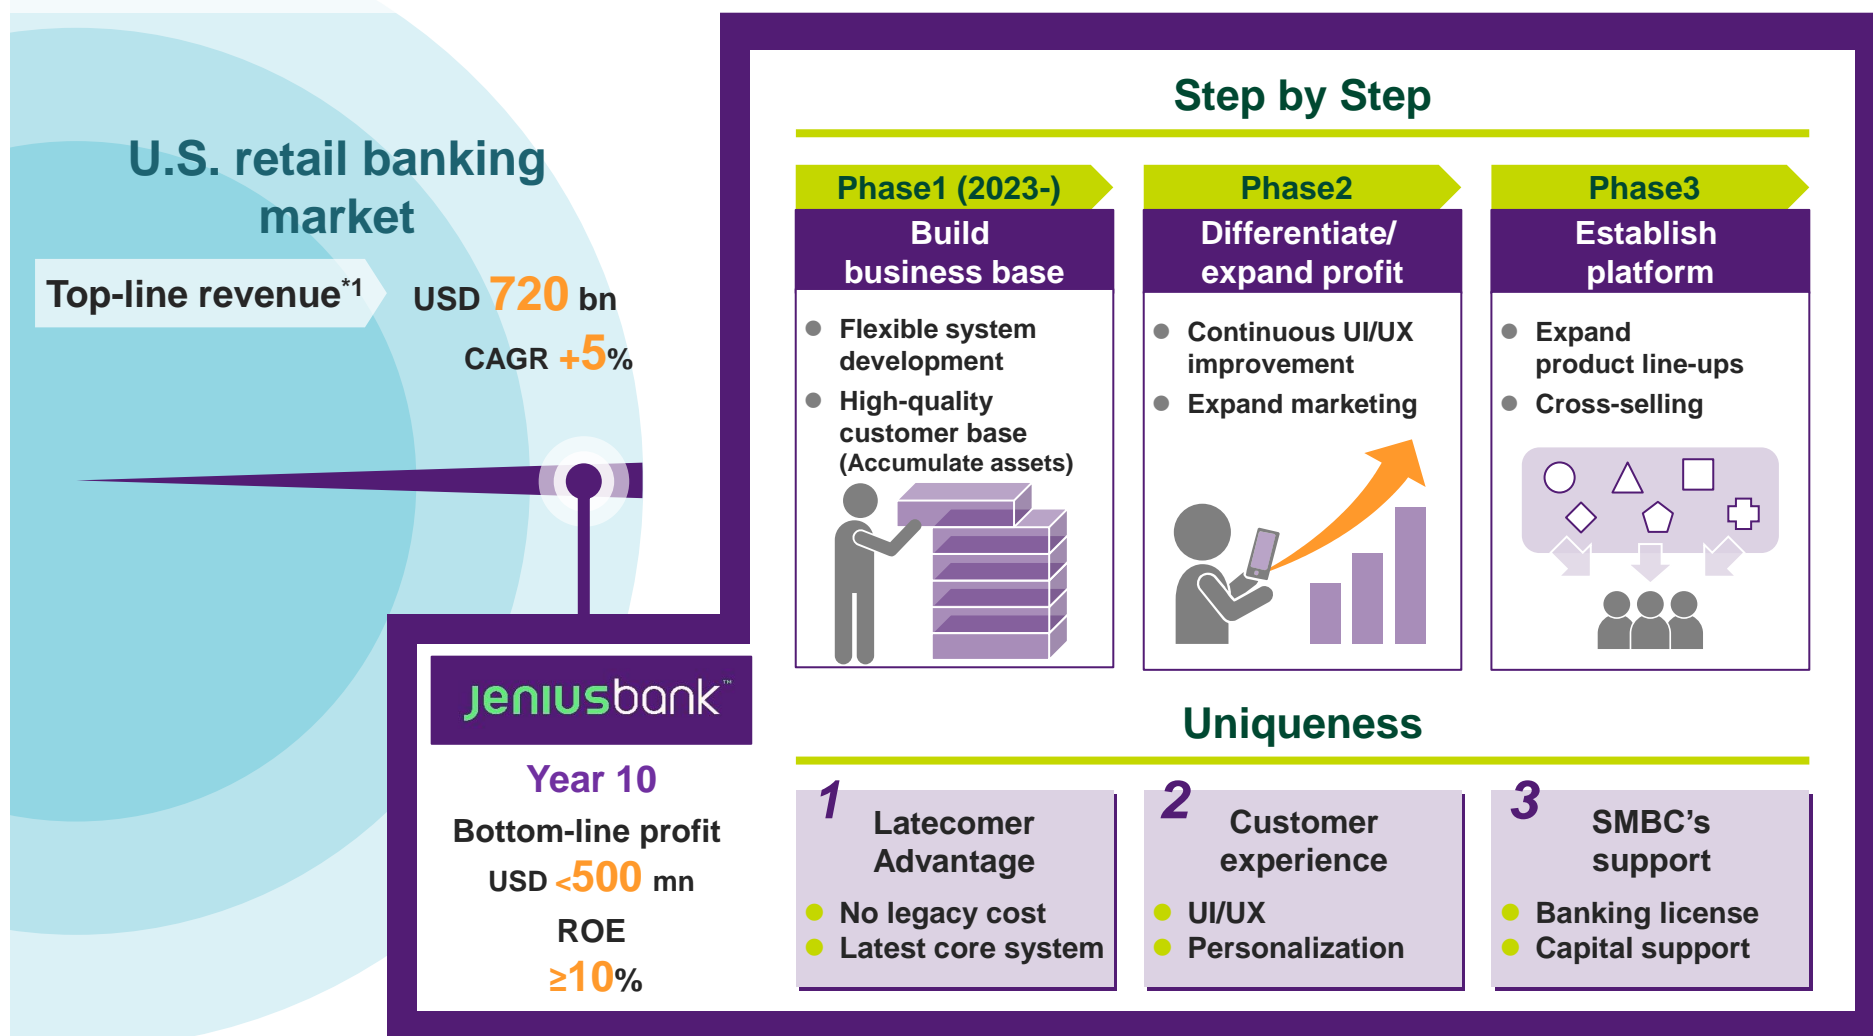 U.S. retail banking
market
Top-line revenue*1
USD 720 bn
CAGR +5%
jeniusbank™
Year 10
Bottom-line profit
USD <500 mn
ROE
≥10%
Step by Step
Phase1 (2023-)
Build
business base
Flexible system
development
High-quality
customer base
(Accumulate assets)
Phase2
Differentiate/
expand profit
Continuous UI/UX
improvement
Expand marketing
Phase3
Establish
platform
Expand
product line-ups
Cross-selling
Uniqueness
1
Latecomer
Advantage
No legacy cost
Latest core system
2
Customer
experience
UI/UX
Personalization
3
SMBC’s
support
Banking license
Capital support